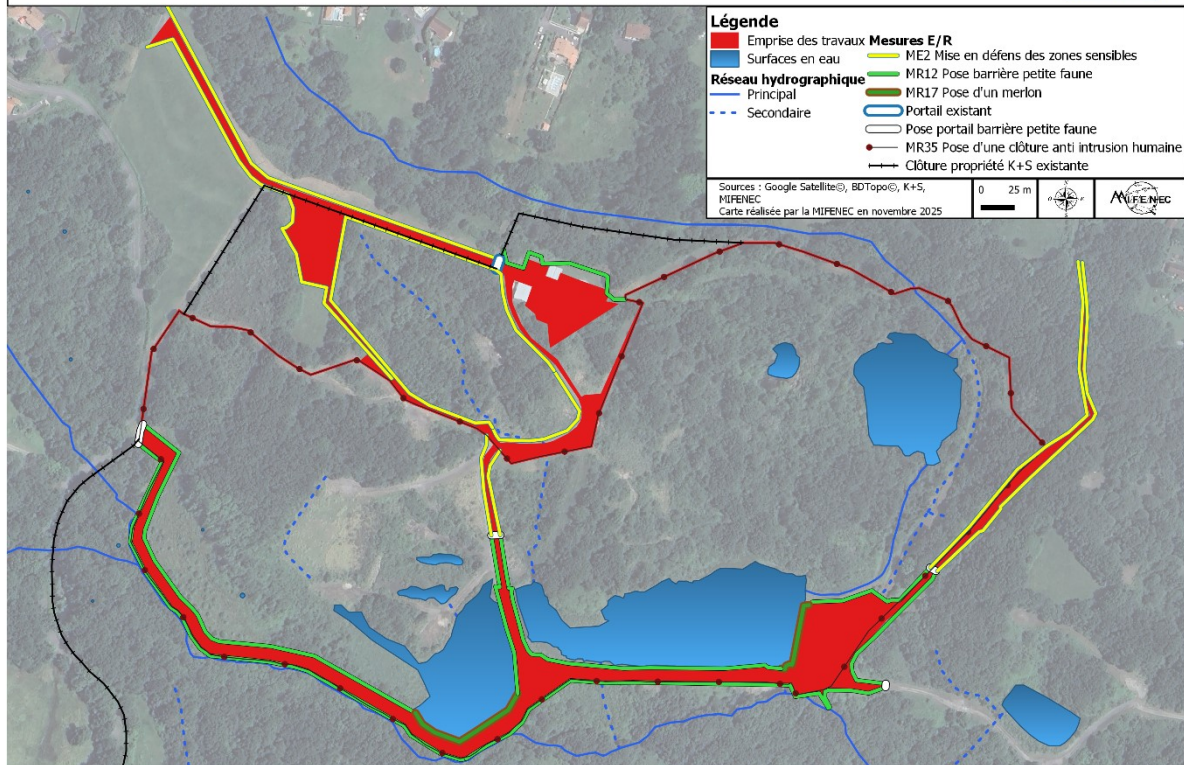 Légende
Emprise des travaux
Surfaces en eau
Réseau hydrographique
Principal
Secondaire
Mesures E/R
ME2 Mise en défens des zones sensibles
MR12 Pose barrière petite faune
MR17 Pose d'un merlon
Portail existant
Pose portail barrière petite faune
MR35 Pose d'une clôture anti intrusion humaine
Clôture propriété K+S existante
Sources : Google Satellite©, BDTopo©, K+S,
MIFENEC
Carte réalisée par la MIFENEC en novembre 2025
0 25 m
MIFENEC